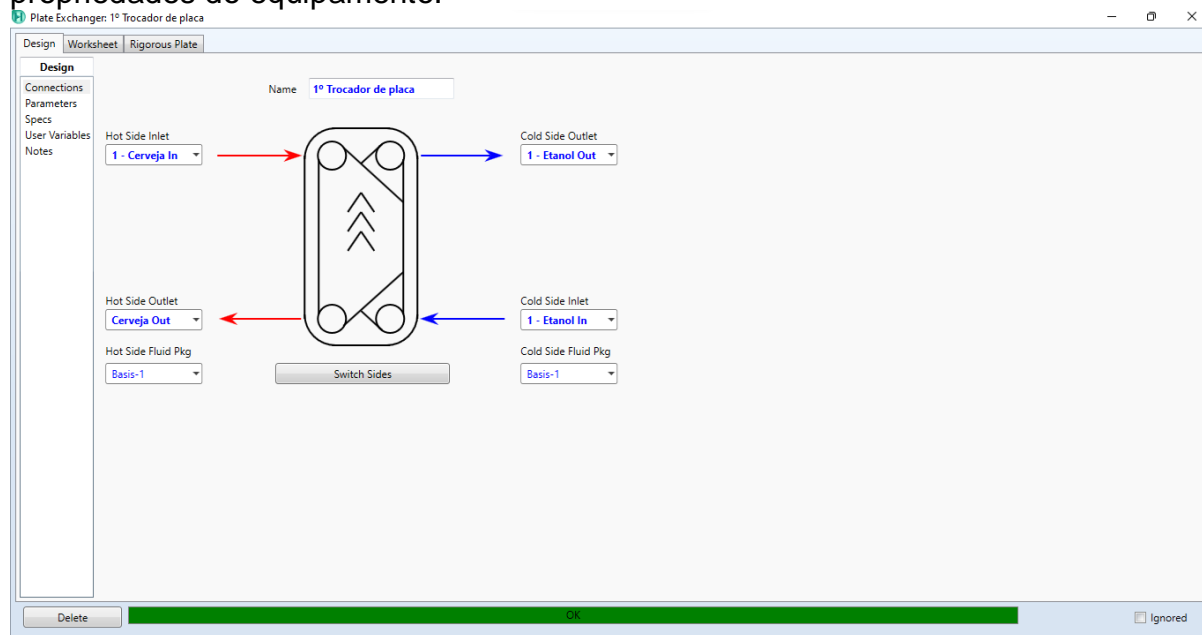 propriedades do equipamento.
Plate Exchanger: 1º Trocador de placa
Design Worksheet Rigorous Plate
Design
Connections
Parameters
Specs
User Variables
Notes
Name 1º Trocador de placa
Hot Side Inlet
1 - Cerveja In
Cold Side Outlet
1 - Etanol Out
Hot Side Outlet
Cerveja Out
Cold Side Inlet
1 - Etanol In
Hot Side Fluid Pkg
Basis-1
Switch Sides
Cold Side Fluid Pkg
Basis-1
Delete OK Ignored